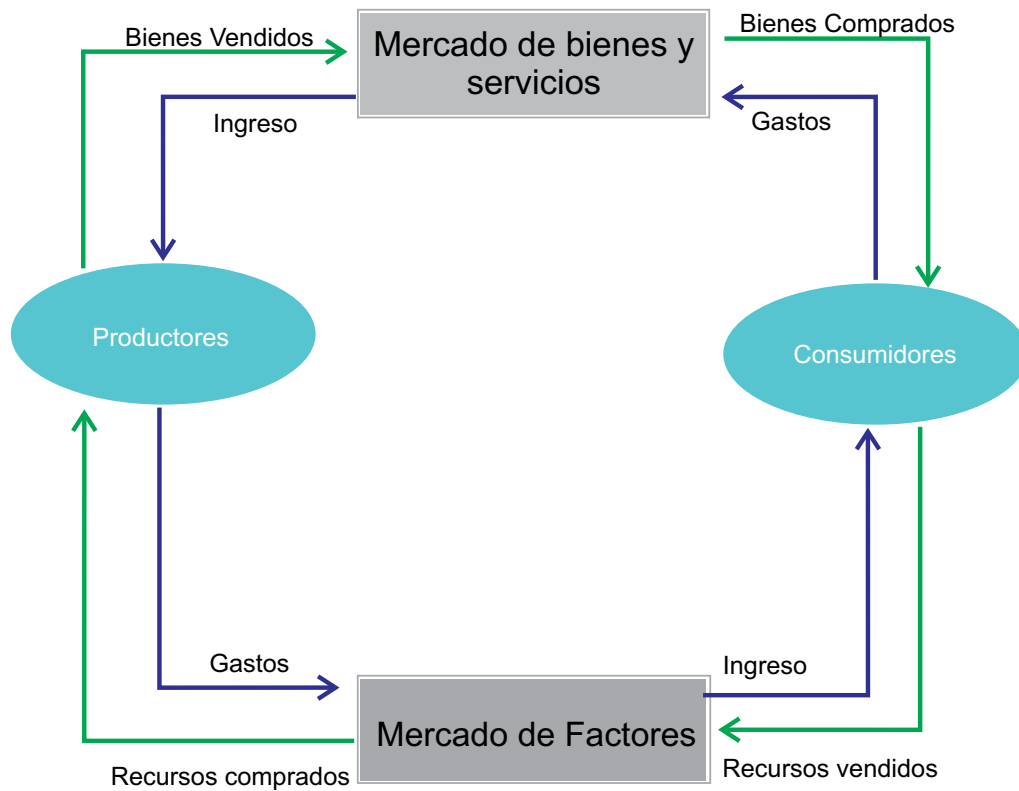 Bienes Vendidos
Mercado de bienes y
servicios
Bienes Comprados
Ingreso
Gastos
Productores
Consumidores
Gastos
Ingreso
Mercado de Factores
Recursos comprados
Recursos vendidos